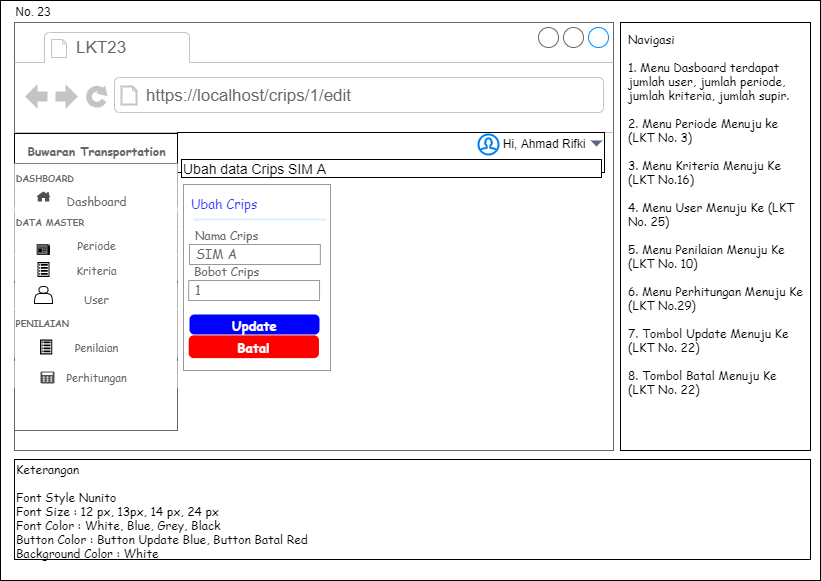 No. 23
LKT23
https://localhost/crips/1/edit
Buwaran Transportation
Hi, Ahmad Rifki
Ubah data Crips SIM A
DASHBOARD
Dashboard
DATA MASTER
Periode
Kriteria
User
PENILAIAN
Penilaian
Perhitungan
Ubah Crips
Nama Crips
SIM A
Bobot Crips
1
Update
Batal
Navigasi
1. Menu Dasboard terdapat
jumlah user, jumlah periode,
jumlah kriteria, jumlah supir.
2. Menu Periode Menuju ke
(LKT No. 3)
3. Menu Kriteria Menuju Ke
(LKT No.16)
4. Menu User Menuju Ke (LKT
No. 25)
5. Menu Penilaian Menuju Ke
(LKT No. 10)
6. Menu Perhitungan Menuju Ke
(LKT No.29)
7. Tombol Update Menuju Ke
(LKT No. 22)
8. Tombol Batal Menuju Ke
(LKT No. 22)
Keterangan
Font Style Nunito
Font Size : 12 px, 13px, 14 px, 24 px
Font Color : White, Blue, Grey, Black
Button Color : Button Update Blue, Button Batal Red
Background Color : White